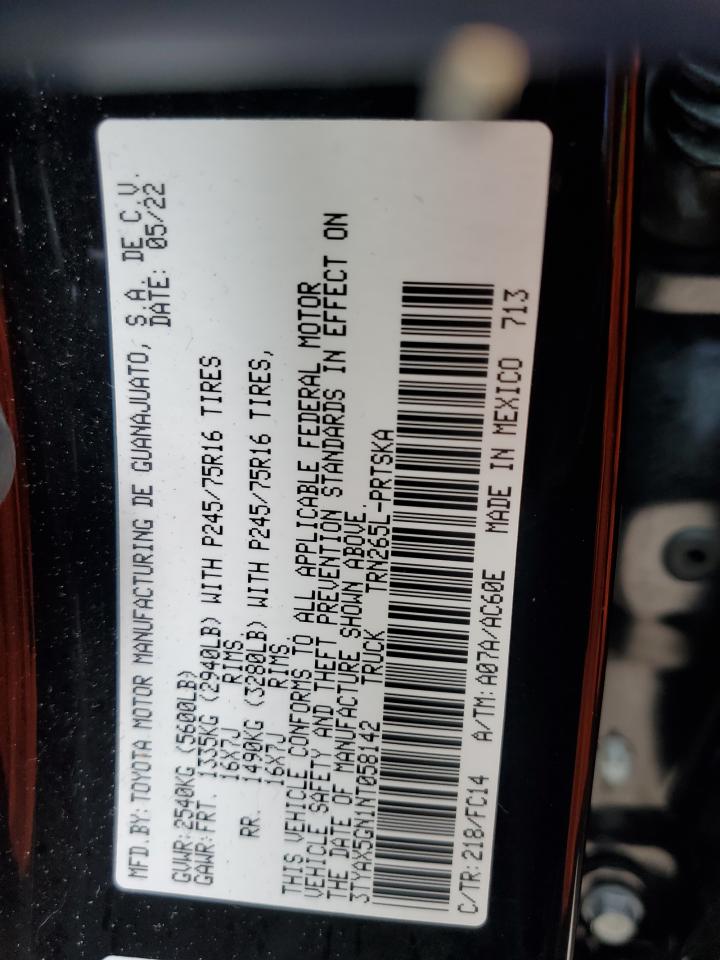 MFD.BY: TOYOTA MOTOR MANUFACTURING DE GUANAJUATO, S.A. DE C.V.
DATE: 05/22
GVWR: 2540KG (5600LB)
GAWR: FRT. 1335KG (2940LB) WITH P245/75R16 TIRES
16X7J RIMS.
RR. 1490KG (3280LB) WITH P245/75R16 TIRES,
16X7J RIMS.
THIS VEHICLE CONFORMS TO ALL APPLICABLE FEDERAL MOTOR
VEHICLE SAFETY AND THEFT PREVENTION STANDARDS IN EFFECT ON
THE DATE OF MANUFACTURE SHOWN ABOVE.
3TYAX5GN1NT058142 TRUCK TRN265L-PRTSKA
C/TR: 218/FC14 A/TM: A07A/AC60E MADE IN MEXICO 713